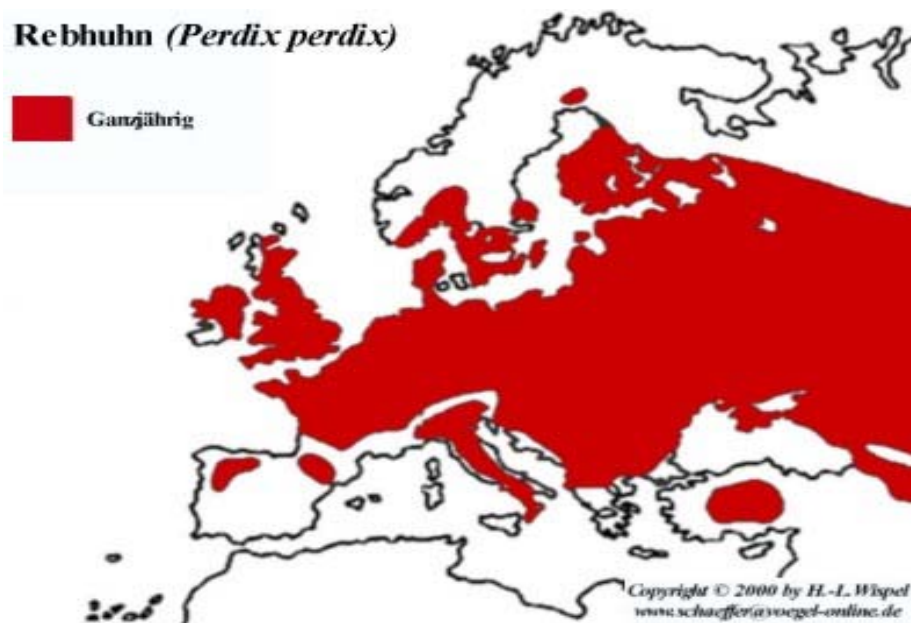 Rebhuhn (Perdix perdix)
Ganzjährig
Copyright © 2000 by H.-L.Wispel
www.schaeffer@voegel-online.de